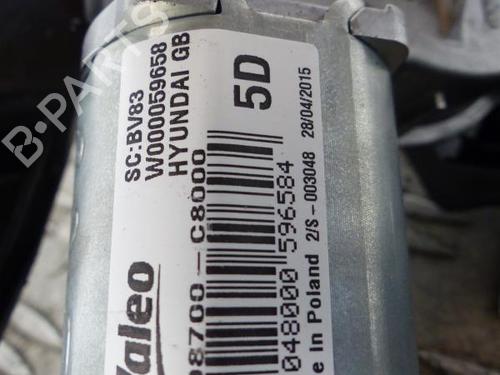 SC:BV83
W000059658
HYUNDAI GB
5D
98700-C8000
Valeo
048000 596584
In Poland 2/S - 003048 28/04/2015
B-PARTS